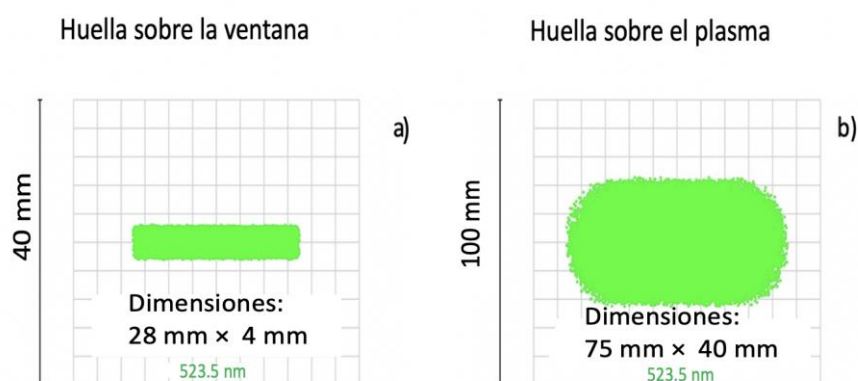 Huella sobre la ventana
Huella sobre el plasma
a)
b)
40 mm
100 mm
Dimensiones:
28 mm × 4 mm
523.5 nm
Dimensiones:
75 mm × 40 mm
523.5 nm